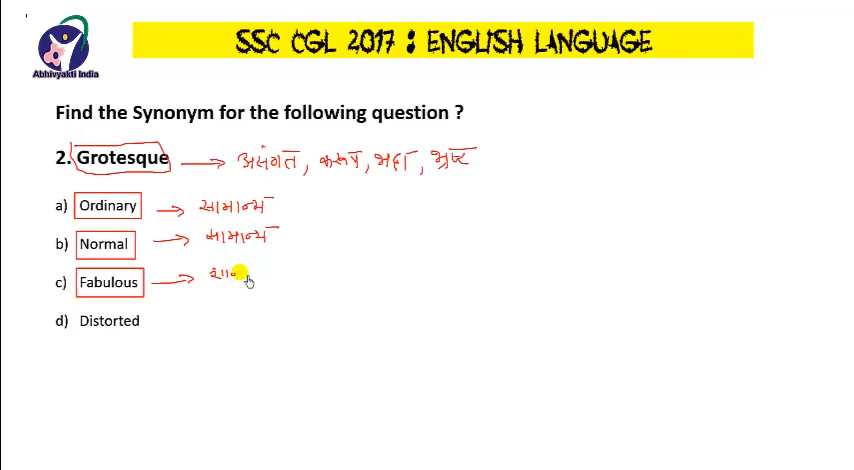 SSC CGL 2017 : ENGLISH LANGUAGE
Abhivyakti India
Find the Synonym for the following question ?
2. Grotesque असंगत, करूप, भद्दा, भ्रष्ट
a) Ordinary सामान्य
b) Normal सामान्य
c) Fabulous
d) Distorted